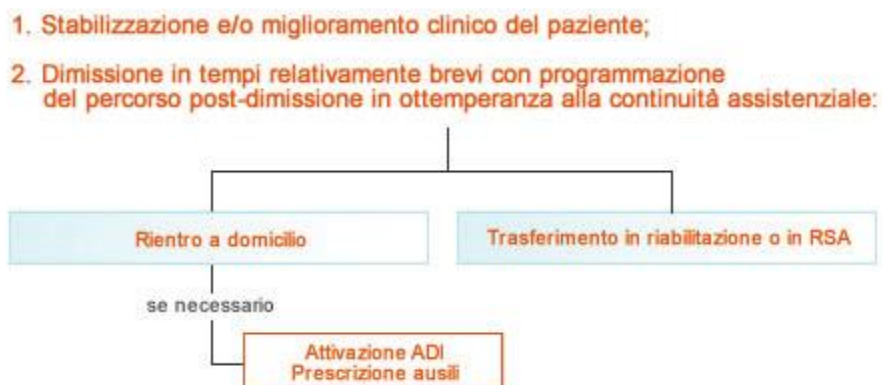 1. Stabilizzazione e/o miglioramento clinico del paziente;
2. Dimissione in tempi relativamente brevi con programmazione
del percorso post-dimissione in ottemperanza alla continuità assistenziale:
Rientro a domicilio
Trasferimento in riabilitazione o in RSA
se necessario
Attivazione ADI
Prescrizione ausili